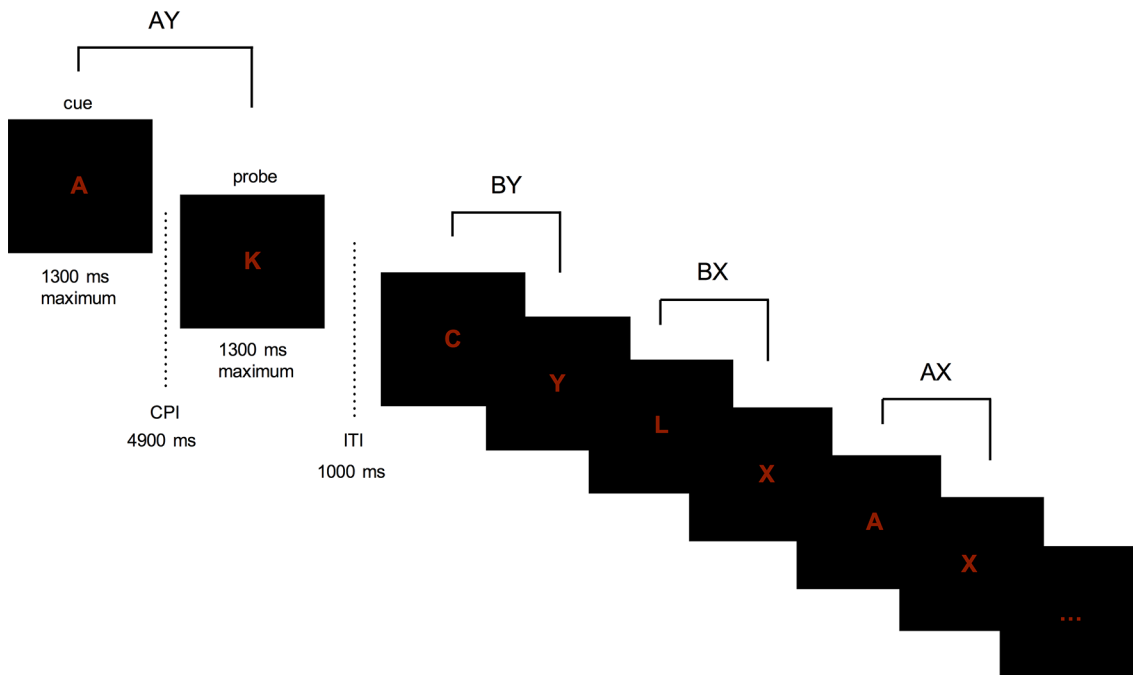 AY
cue
A
1300 ms
maximum
CPI
4900 ms
probe
K
1300 ms
maximum
ITI
1000 ms
BY
C
Y
BX
L
X
AX
A
X
...